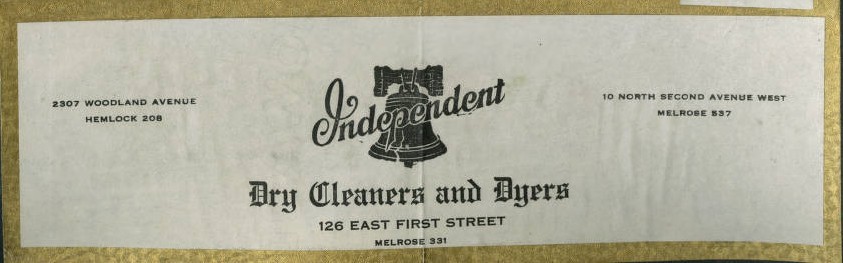 2307 WOODLAND AVENUE
HEMLOCK 208
Independent
10 NORTH SECOND AVENUE WEST
MELROSE 537
Dry Cleaners and Dyers
126 EAST FIRST STREET
MELROSE 331